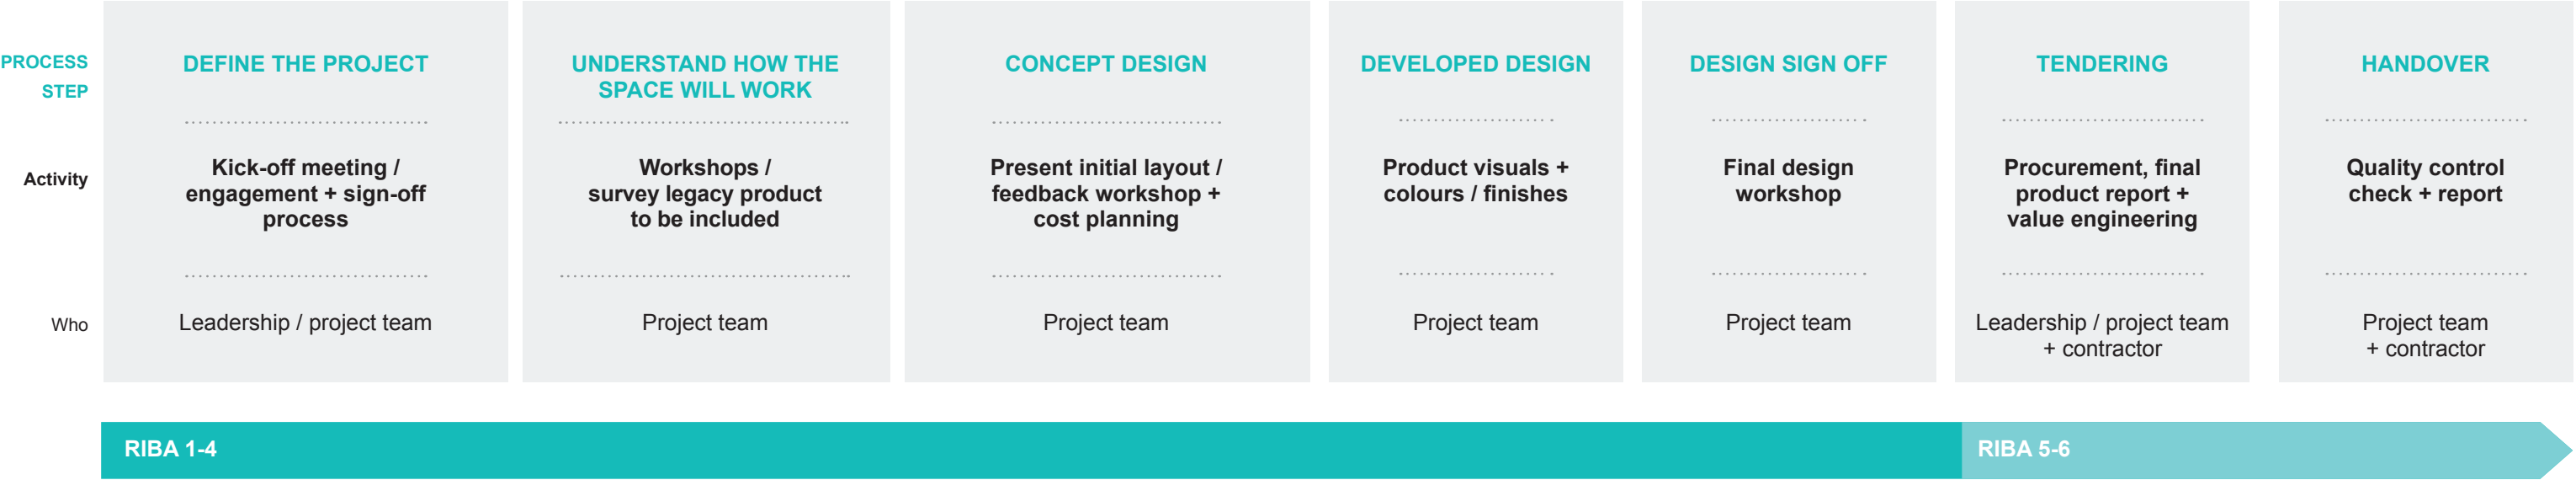 PROCESS
STEP
DEFINE THE PROJECT
UNDERSTAND HOW THE
SPACE WILL WORK
CONCEPT DESIGN
DEVELOPED DESIGN
DESIGN SIGN OFF
TENDERING
HANDOVER
Activity
Kick-off meeting /
engagement + sign-off
process
Workshops /
survey legacy product
to be included
Present initial layout /
feedback workshop +
cost planning
Product visuals +
colours / finishes
Final design
workshop
Procurement, final
product report +
value engineering
Quality control
check + report
Who
Leadership / project team
Project team
Project team
Project team
Project team
Leadership / project team
+ contractor
Project team
+ contractor
RIBA 1-4
RIBA 5-6